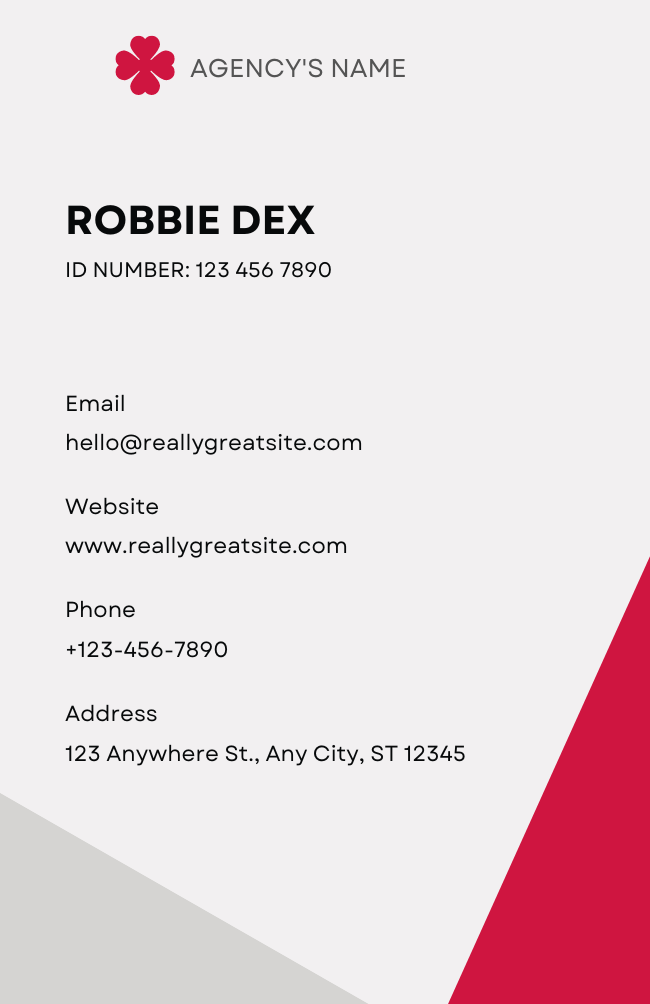 AGENCY'S NAME
ROBBIE DEX
ID NUMBER: 123 456 7890
Email
hello@reallygreatsite.com
Website
www.reallygreatsite.com
Phone
+123-456-7890
Address
123 Anywhere St., Any City, ST 12345